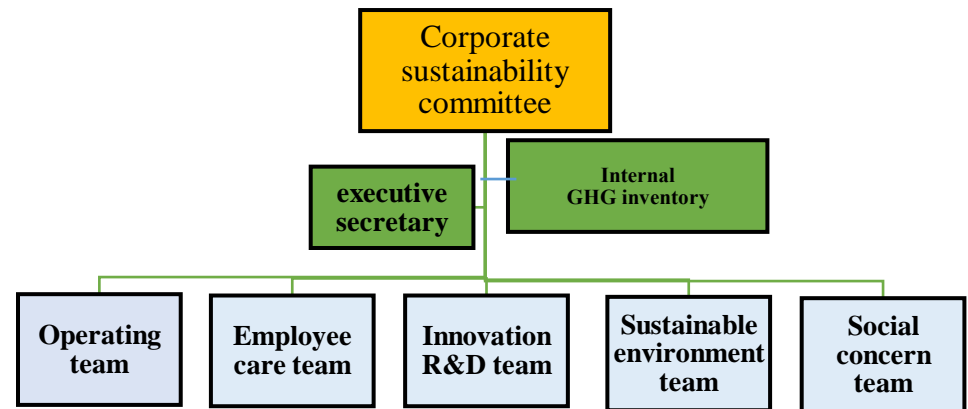 Corporate
sustainability
committee
executive
secretary
Internal
GHG inventory
Operating
team
Employee
care team
Innovation
R&D team
Sustainable
environment
team
Social
concern
team